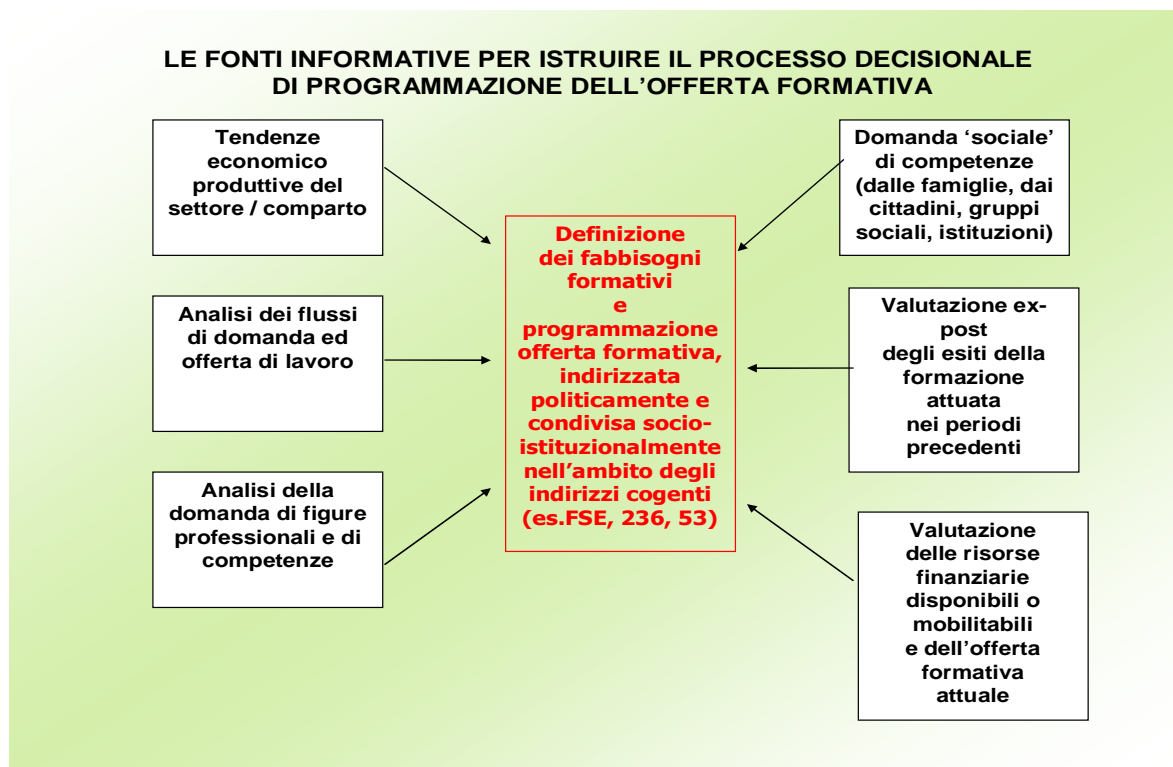 LE FONTI INFORMATIVE PER ISTRUIRE IL PROCESSO DECISIONALE
DI PROGRAMMAZIONE DELL’OFFERTA FORMATIVA
Tendenze
economico
produttive del
settore / comparto
Analisi dei flussi
di domanda ed
offerta di lavoro
Analisi della
domanda di figure
professionali e di
competenze
Definizione
dei fabbisogni
formativi
e
programmazione
offerta formativa,
indirizzata
politicamente e
condivisa socio-
istituzionalmente
nell’ambito degli
indirizzi cogenti
(es.FSE, 236, 53)
Domanda ‘sociale’
di competenze
(dalle famiglie, dai
cittadini, gruppi
sociali, istituzioni)
Valutazione ex-
post
degli esiti della
formazione
attuata
nei periodi
precedenti
Valutazione
delle risorse
finanziarie
disponibili o
mobilitabili
e dell’offerta
formativa
attuale